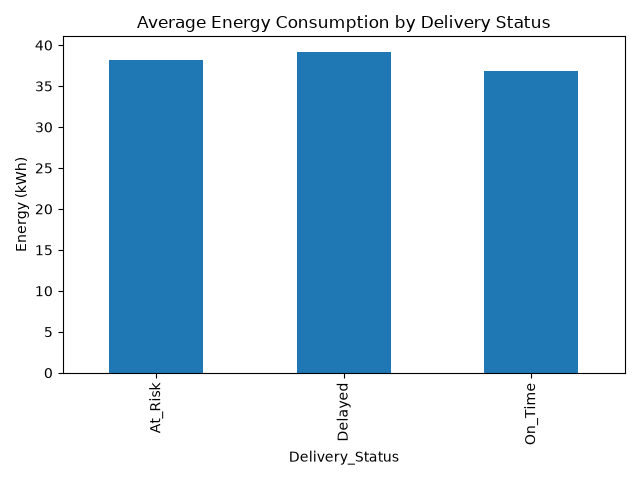 Average Energy Consumption by Delivery Status
Energy (kWh)
40
35
30
25
20
15
10
5
0
At_Risk
Delayed
On_Time
Delivery_Status